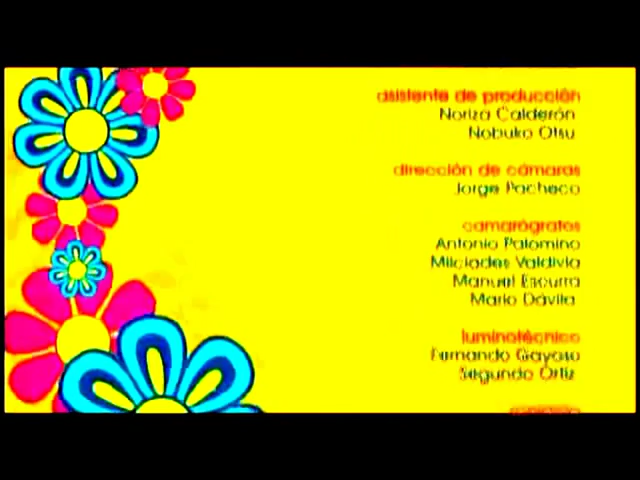 asistente de producción
Noriza Calderón
Nobuko Otsu
dirección de cámaras
Jorge Pacheco
camarógrafos
Antonio Palomino
Milciades Valdivia
Manuel Escurra
Mario Dávila
luminotécnico
Fernando Gayoso
Segundo Ortiz